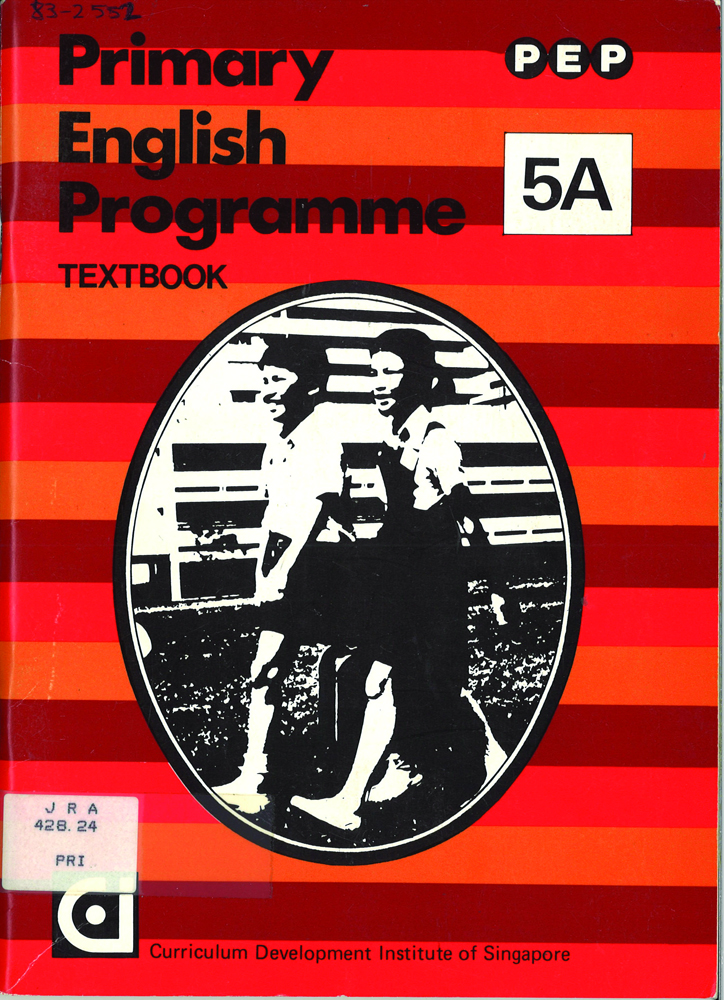 83-2552
Primary
English
Programme
TEXTBOOK
PEP
5A
J R A
428.24
PRI
Curriculum Development Institute of Singapore